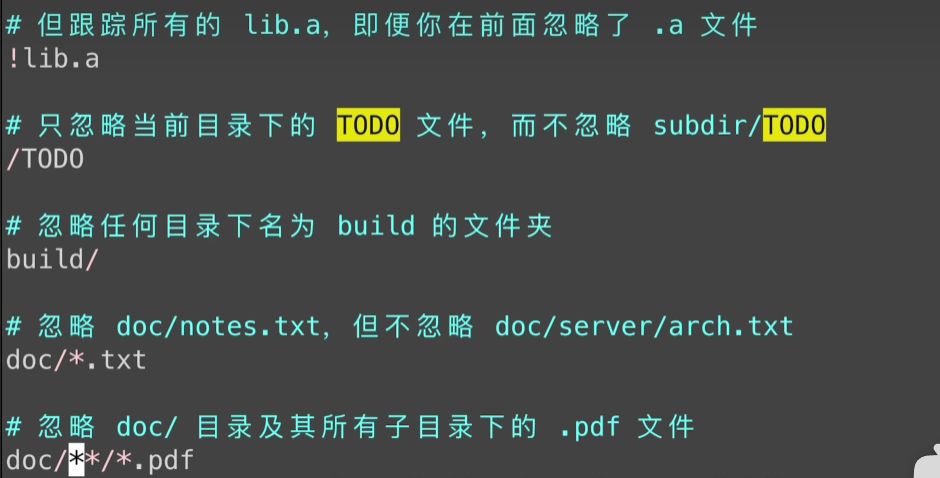 # 但跟踪所有的 lib.a, 即便你在前面忽略了 .a 文件
!lib.a
# 只忽略当前目录下的 TODO 文件, 而不忽略 subdir/TODO
/TODO
# 忽略任何目录下名为 build 的文件夹
build/
# 忽略 doc/notes.txt, 但不忽略 doc/server/arch.txt
doc/*.txt
# 忽略 doc/ 目录及其所有子目录下的 .pdf 文件
doc/**/*.pdf